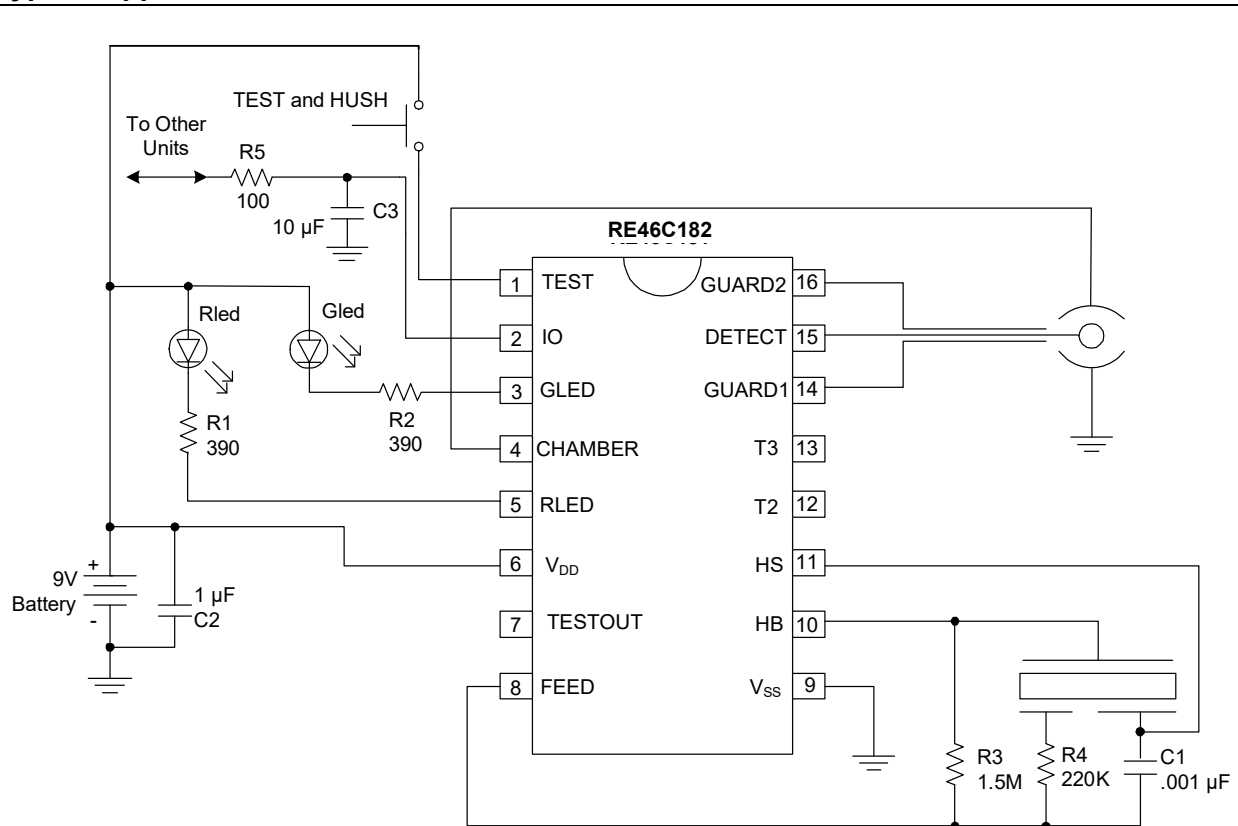 TEST and HUSH
To Other
Units
R5
100
10 µF
C3
RE46C182
1
TEST
GUARD2
16
Rled
Gled
2
IO
DETECT
15
3
GLED
GUARD1
14
R1
390
R2
390
4
CHAMBER
T3
13
5
RLED
T2
12
+
9V
Battery
-
1 µF
C2
6
VDD
HS
11
7
TESTOUT
HB
10
8
FEED
VSS
9
R3
1.5M
R4
220K
C1
.001 µF